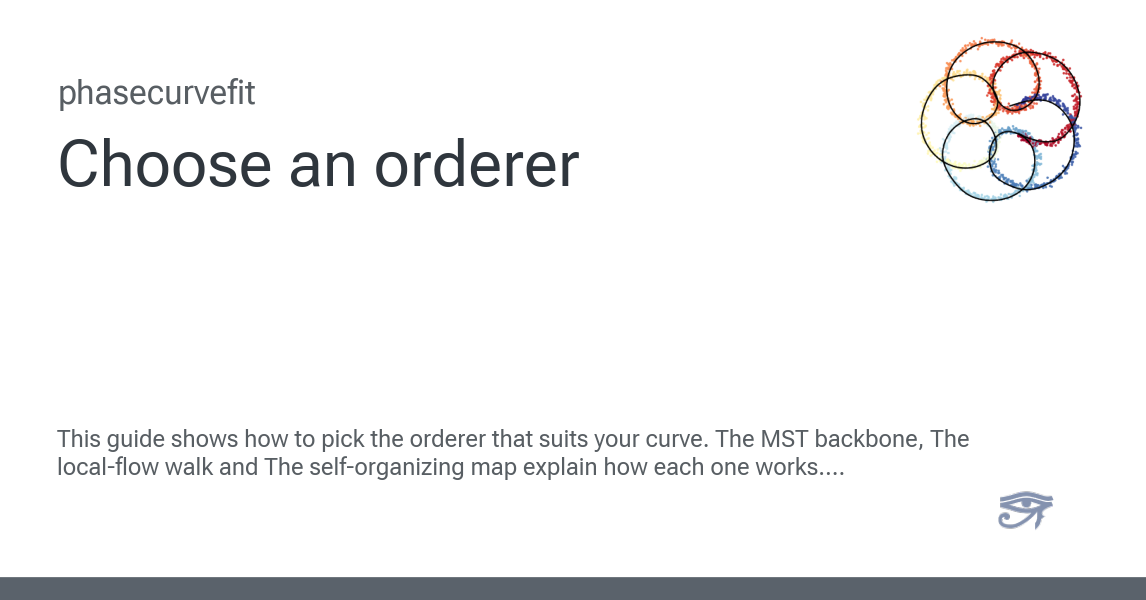 phasecurvefit
Choose an orderer
This guide shows how to pick the orderer that suits your curve. The MST backbone, The
local-flow walk and The self-organizing map explain how each one works....